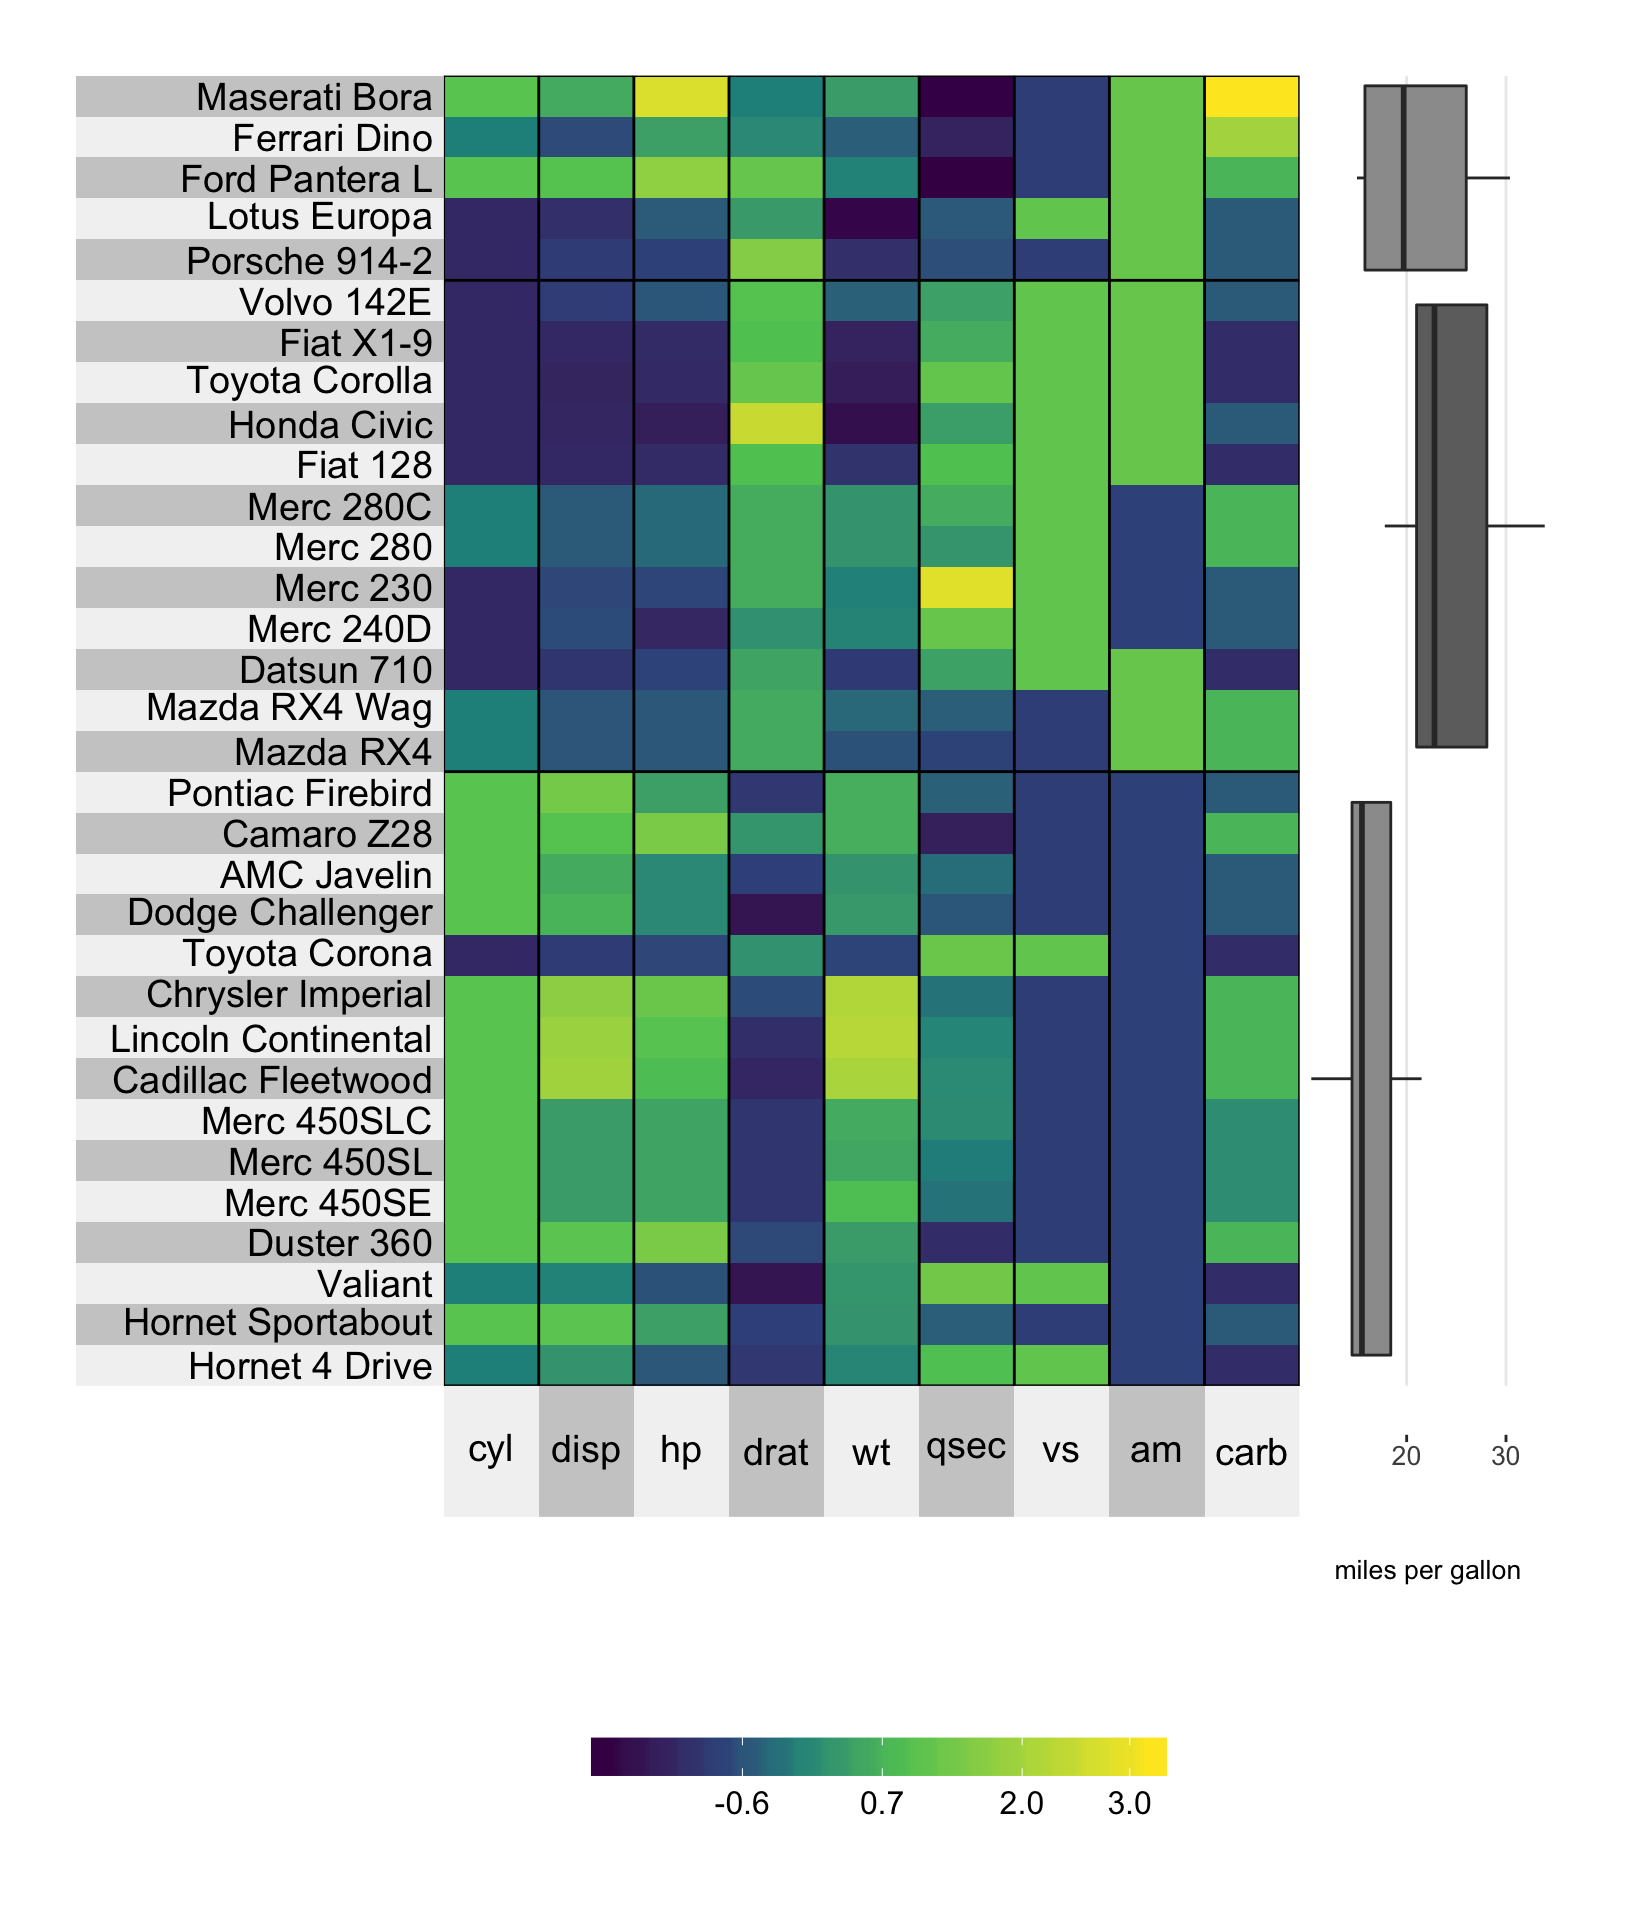 Maserati Bora
Ferrari Dino
Ford Pantera L
Lotus Europa
Porsche 914-2
Volvo 142E
Fiat X1-9
Toyota Corolla
Honda Civic
Fiat 128
Merc 280C
Merc 280
Merc 230
Merc 240D
Datsun 710
Mazda RX4 Wag
Mazda RX4
Pontiac Firebird
Camaro Z28
AMC Javelin
Dodge Challenger
Toyota Corona
Chrysler Imperial
Lincoln Continental
Cadillac Fleetwood
Merc 450SLC
Merc 450SL
Merc 450SE
Duster 360
Valiant
Hornet Sportabout
Hornet 4 Drive
cyl disp hp drat wt qsec vs am carb
20 30
miles per gallon
-0.6 0.7 2.0 3.0